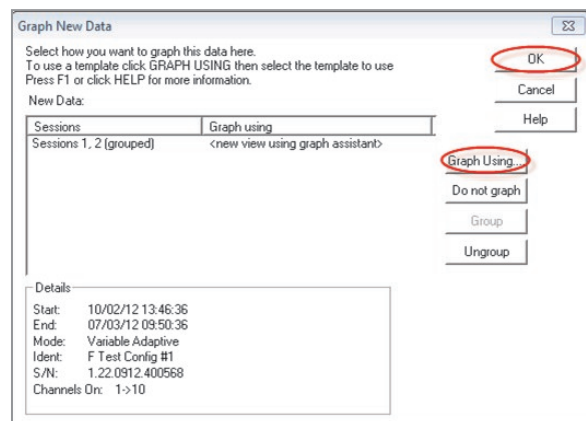 Graph New Data
Select how you want to graph this data here.
To use a template click GRAPH USING then select the template to use
Press F1 or click HELP for more information.
OK
Cancel
Help
New Data:
Sessions Graph using
Sessions 1, 2 (grouped) <new view using graph assistant>
Graph Using...
Do not graph
Group
Ungroup
Details
Start: 10/02/12 13:46:36
End: 07/03/12 09:50:36
Mode: Variable Adaptive
Ident: F Test Config #1
S/N: 1.22.0912.400568
Channels On: 1->10